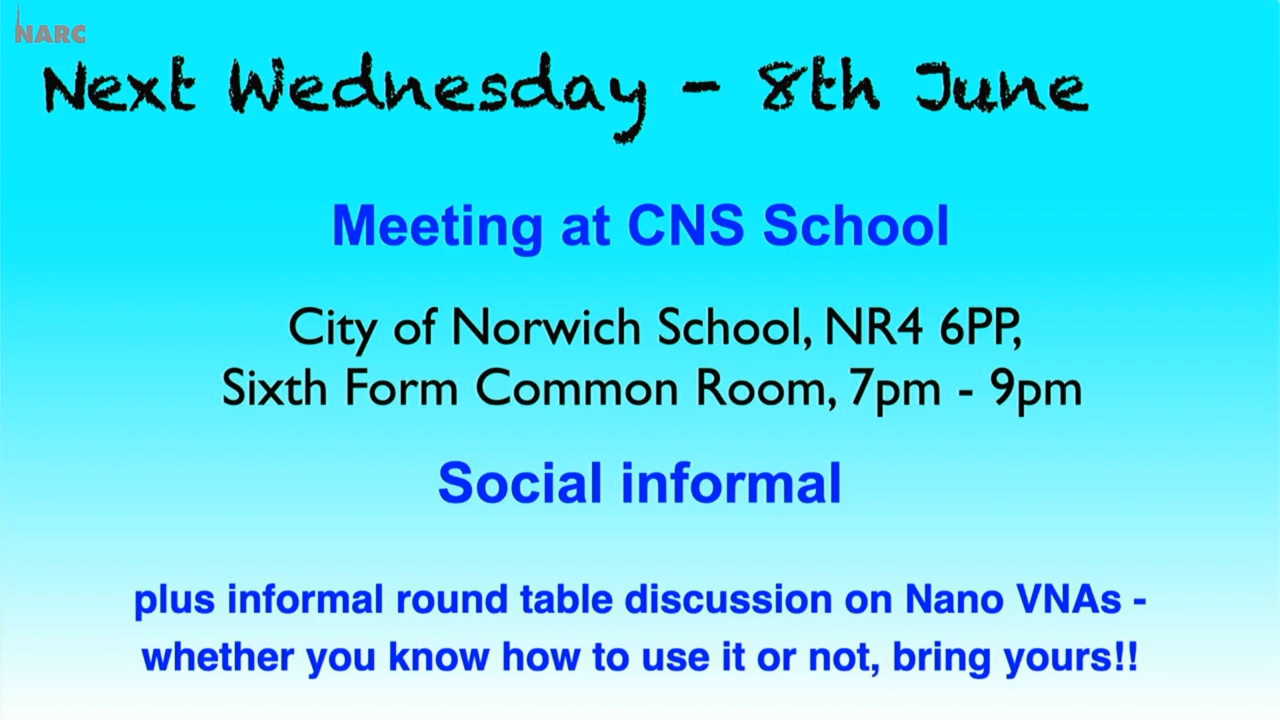 NARC
Next Wednesday - 8th June
Meeting at CNS School
City of Norwich School, NR4 6PP,
Sixth Form Common Room, 7pm - 9pm
Social informal
plus informal round table discussion on Nano VNAs -
whether you know how to use it or not, bring yours!!